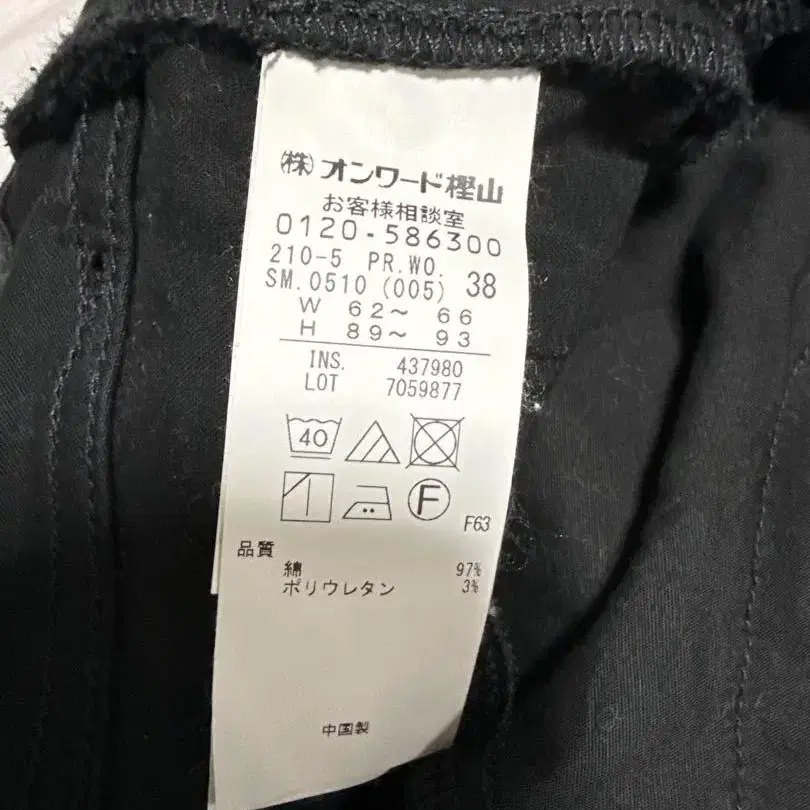 ㈱オンワード樫山
お客様相談室
0120-586300
210-5 PR.WO.
SM.0510 (005) 38
W 62～ 66
H 89～ 93
INS. 437980
LOT 7059877
40
F
F63
品質
綿 97%
ポリウレタン 3%
中国製